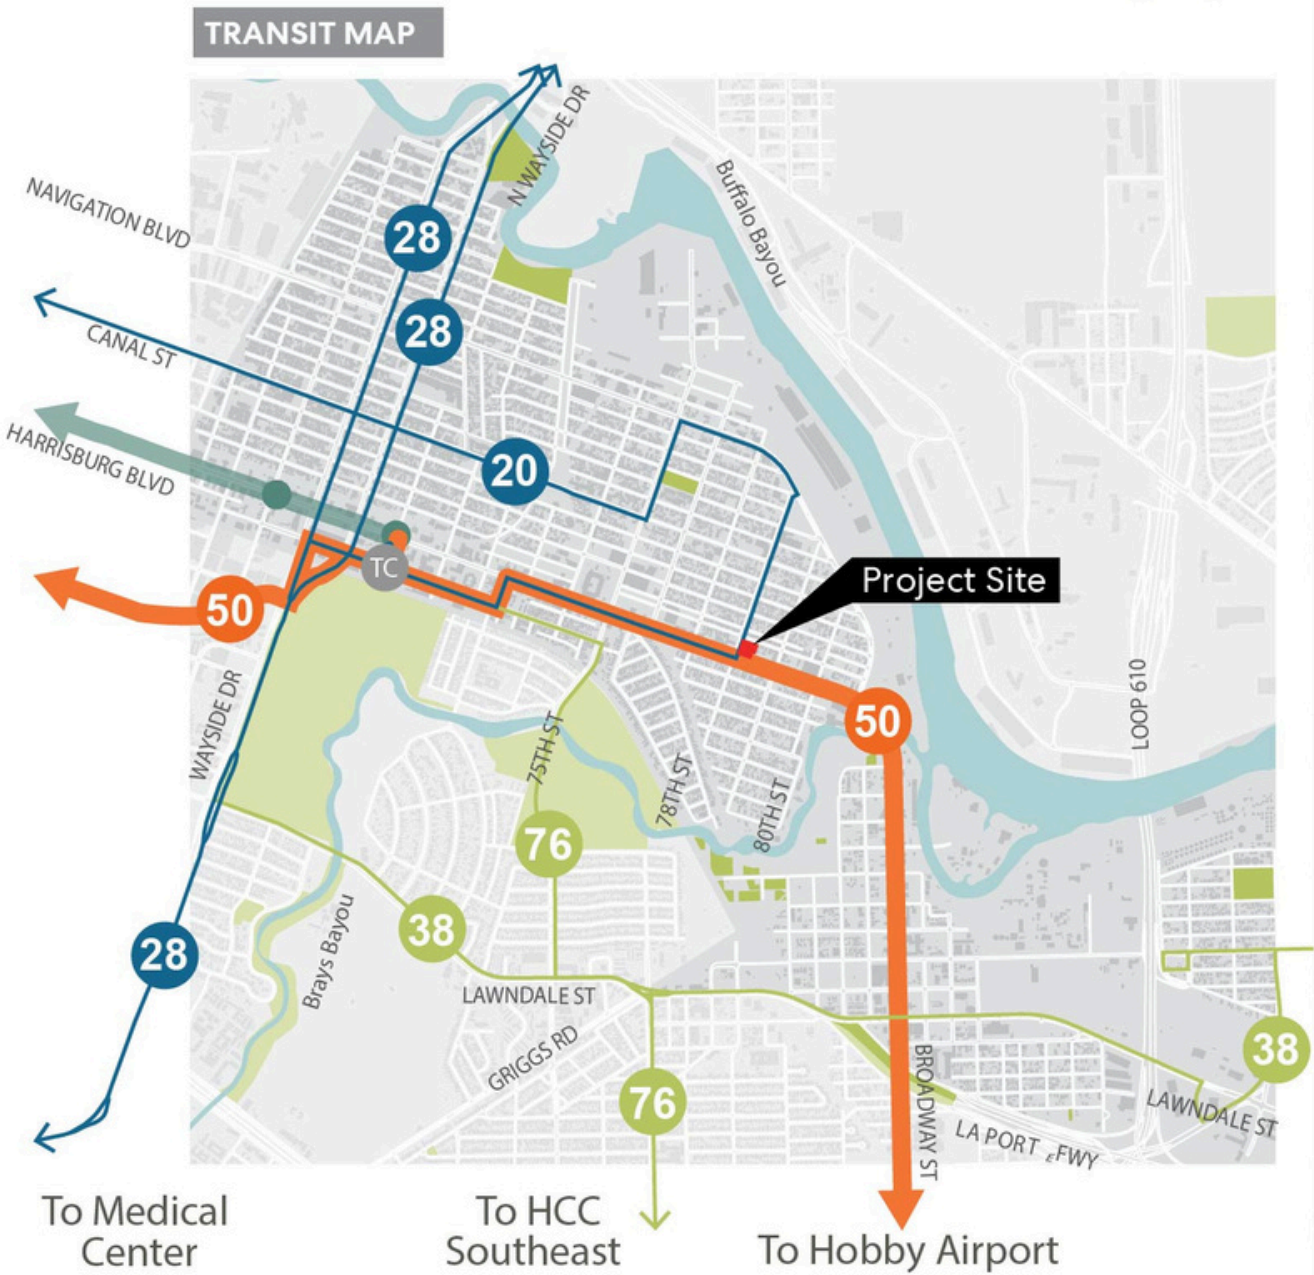 TRANSIT MAP
N WAYSIDE DR
NAVIGATION BLVD
Buffalo Bayou
28
28
CANAL ST
HARRISBURG BLVD
20
TC
Project Site
50
50
WAYSIDE DR
LOOP 610
75TH ST
78TH ST
80TH ST
76
38
28
Brays Bayou
LAWNDALE ST
GRIGGS RD
38
76
BROADWAY ST
LAWNDALE ST
LA PORTE FWY
To Medical
Center
To HCC
Southeast
To Hobby Airport